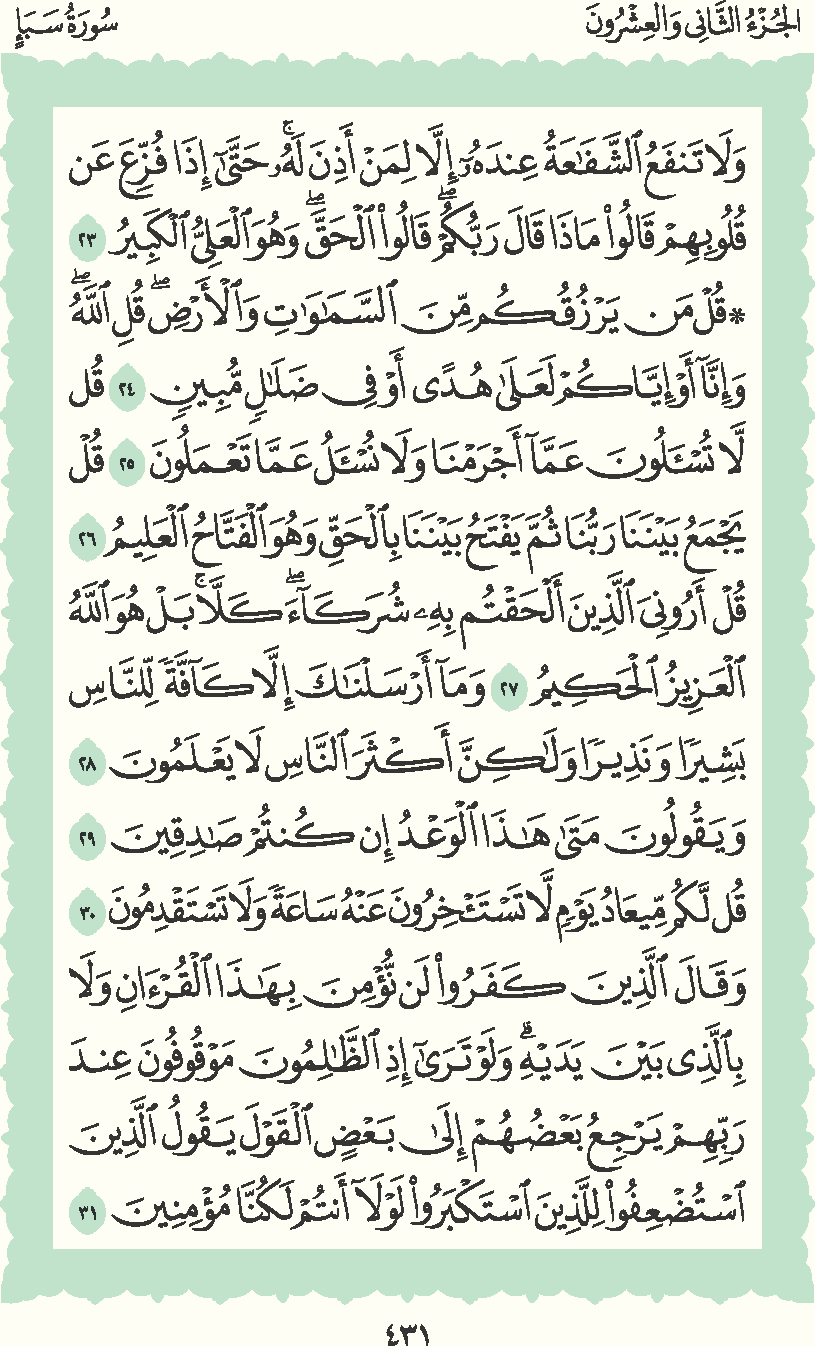 الجُزْءُ الثَّانِى وَالعِشْرُونَ
سُورَةُ سَبَإٍ
وَلَا تَنفَعُ ٱلشَّفَٰعَةُ عِندَهُۥٓ إِلَّا لِمَنْ أَذِنَ لَهُۥۚ حَتَّىٰٓ إِذَا فُزِّعَ عَن
قُلُوبِهِمْ قَالُوا۟ مَاذَا قَالَ رَبُّكُمْۖ قَالُوا۟ ٱلْحَقَّۖ وَهُوَ ٱلْعَلِىُّ ٱلْكَبِيرُ ٢٣
*قُلْ مَن يَرْزُقُكُم مِّنَ ٱلسَّمَٰوَٰتِ وَٱلْأَرْضِۖ قُلِ ٱللَّهُۖ
وَإِنَّآ أَوْ إِيَّاكُمْ لَعَلَىٰ هُدًى أَوْ فِى ضَلَٰلٍ مُّبِينٍ ٢٤ قُل
لَّا تُسْـَٔلُونَ عَمَّآ أَجْرَمْنَا وَلَا نُسْـَٔلُ عَمَّا تَعْمَلُونَ ٢٥ قُلْ
يَجْمَعُ بَيْنَنَا رَبُّنَا ثُمَّ يَفْتَحُ بَيْنَنَا بِٱلْحَقِّ وَهُوَ ٱلْفَتَّاحُ ٱلْعَلِيمُ ٢٦
قُلْ أَرُونِىَ ٱلَّذِينَ أَلْحَقْتُم بِهِۦ شُرَكَآءَۖ كَلَّاۚ بَلْ هُوَ ٱللَّهُ
ٱلْعَزِيزُ ٱلْحَكِيمُ ٢٧ وَمَآ أَرْسَلْنَٰكَ إِلَّا كَآفَّةً لِّلنَّاسِ
بَشِيرًا وَنَذِيرًا وَلَٰكِنَّ أَكْثَرَ ٱلنَّاسِ لَا يَعْلَمُونَ ٢٨
وَيَقُولُونَ مَتَىٰ هَٰذَا ٱلْوَعْدُ إِن كُنتُمْ صَٰدِقِينَ ٢٩
قُل لَّكُم مِّيعَادُ يَوْمٍ لَّا تَسْتَـْٔخِرُونَ عَنْهُ سَاعَةً وَلَا تَسْتَقْدِمُونَ ٣٠
وَقَالَ ٱلَّذِينَ كَفَرُوا۟ لَن نُّؤْمِنَ بِهَٰذَا ٱلْقُرْءَانِ وَلَا
بِٱلَّذِى بَيْنَ يَدَيْهِۗ وَلَوْ تَرَىٰٓ إِذِ ٱلظَّٰلِمُونَ مَوْقُوفُونَ عِندَ
رَبِّهِمْ يَرْجِعُ بَعْضُهُمْ إِلَىٰ بَعْضٍ ٱلْقَوْلَ يَقُولُ ٱلَّذِينَ
ٱسْتُضْعِفُوا۟ لِلَّذِينَ ٱسْتَكْبَرُوا۟ لَوْلَآ أَنتُمْ لَكُنَّا مُؤْمِنِينَ ٣١
٤٣١